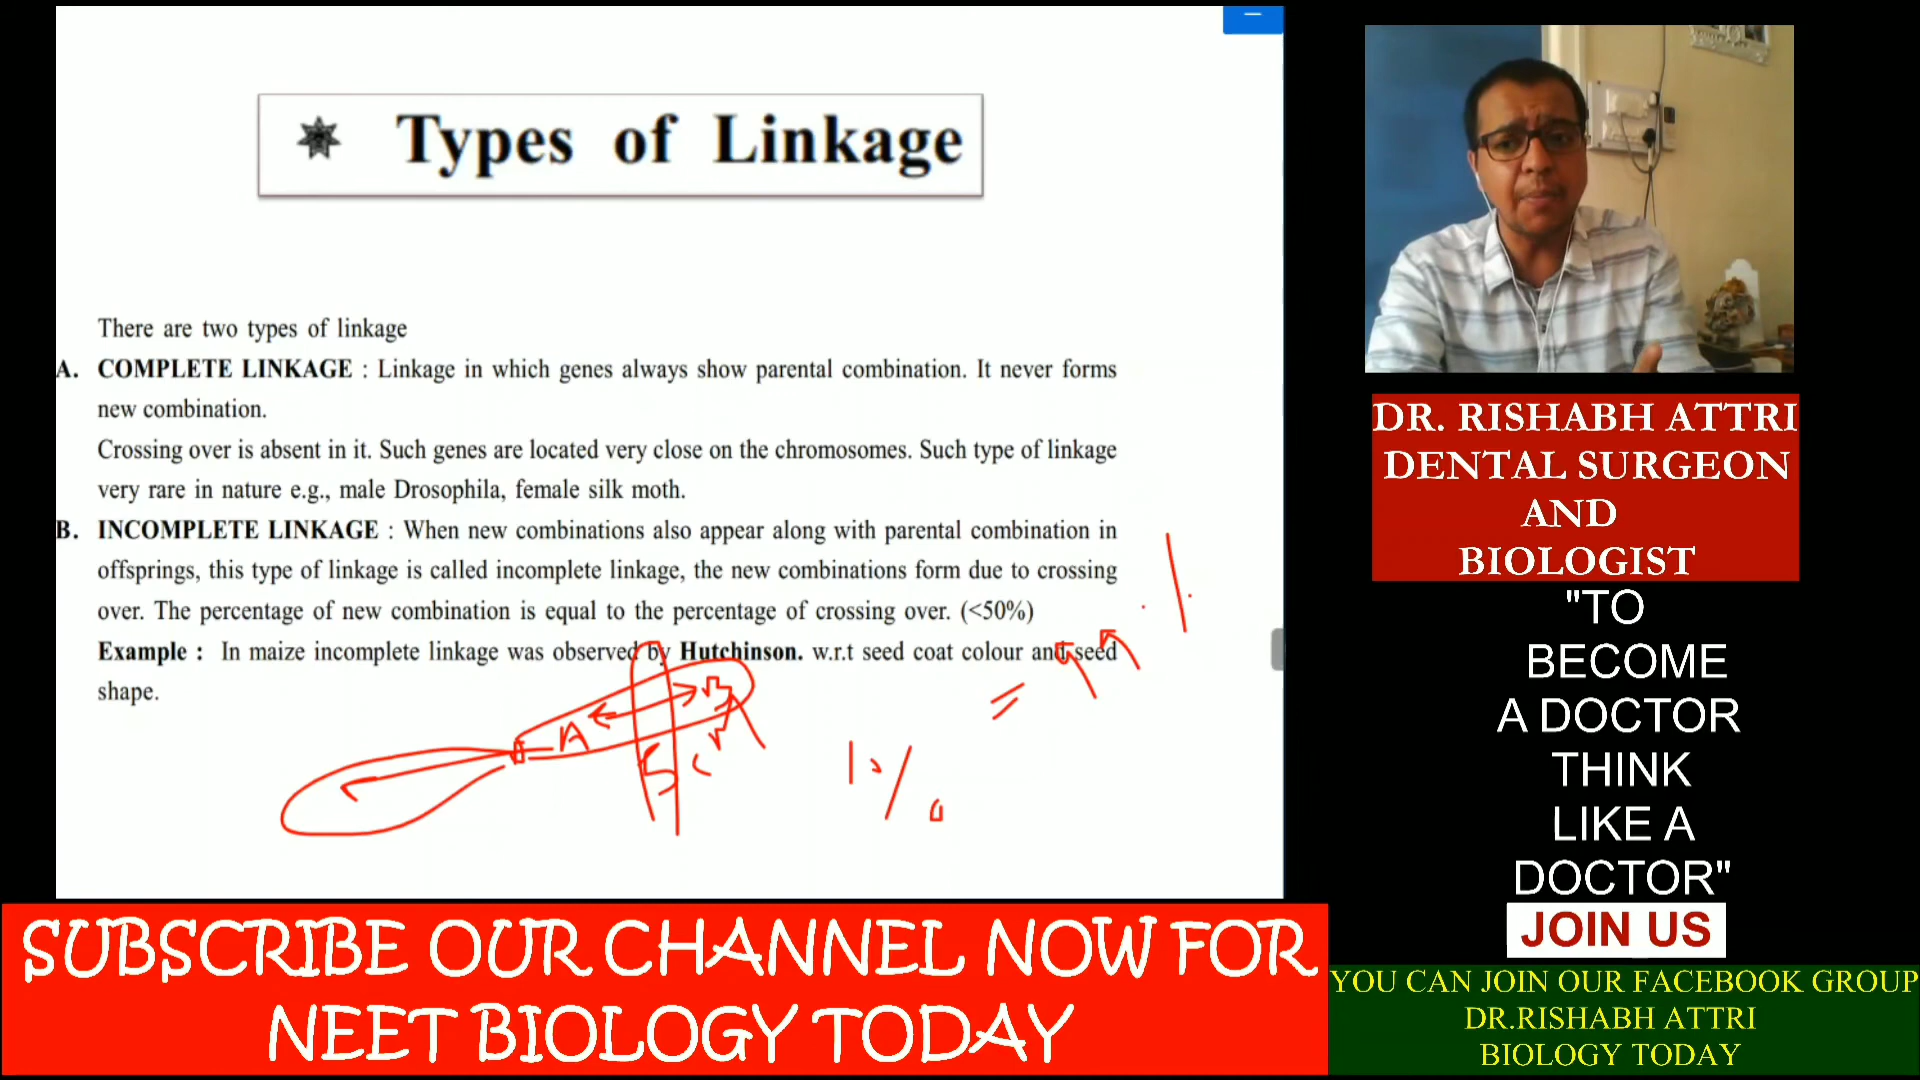 Types of Linkage
There are two types of linkage
A. COMPLETE LINKAGE : Linkage in which genes always show parental combination. It never forms
new combination.
Crossing over is absent in it. Such genes are located very close on the chromosomes. Such type of linkage
very rare in nature e.g., male Drosophila, female silk moth.
B. INCOMPLETE LINKAGE : When new combinations also appear along with parental combination in
offsprings, this type of linkage is called incomplete linkage, the new combinations form due to crossing
over. The percentage of new combination is equal to the percentage of crossing over. (<50%)
Example : In maize incomplete linkage was observed by Hutchinson. w.r.t seed coat colour and seed
shape.
A
B
DR. RISHABH ATTRI
DENTAL SURGEON
AND
BIOLOGIST
"TO
BECOME
A DOCTOR
THINK
LIKE A
DOCTOR"
JOIN US
YOU CAN JOIN OUR FACEBOOK GROUP
DR.RISHABH ATTRI
BIOLOGY TODAY
SUBSCRIBE OUR CHANNEL NOW FOR
NEET BIOLOGY TODAY